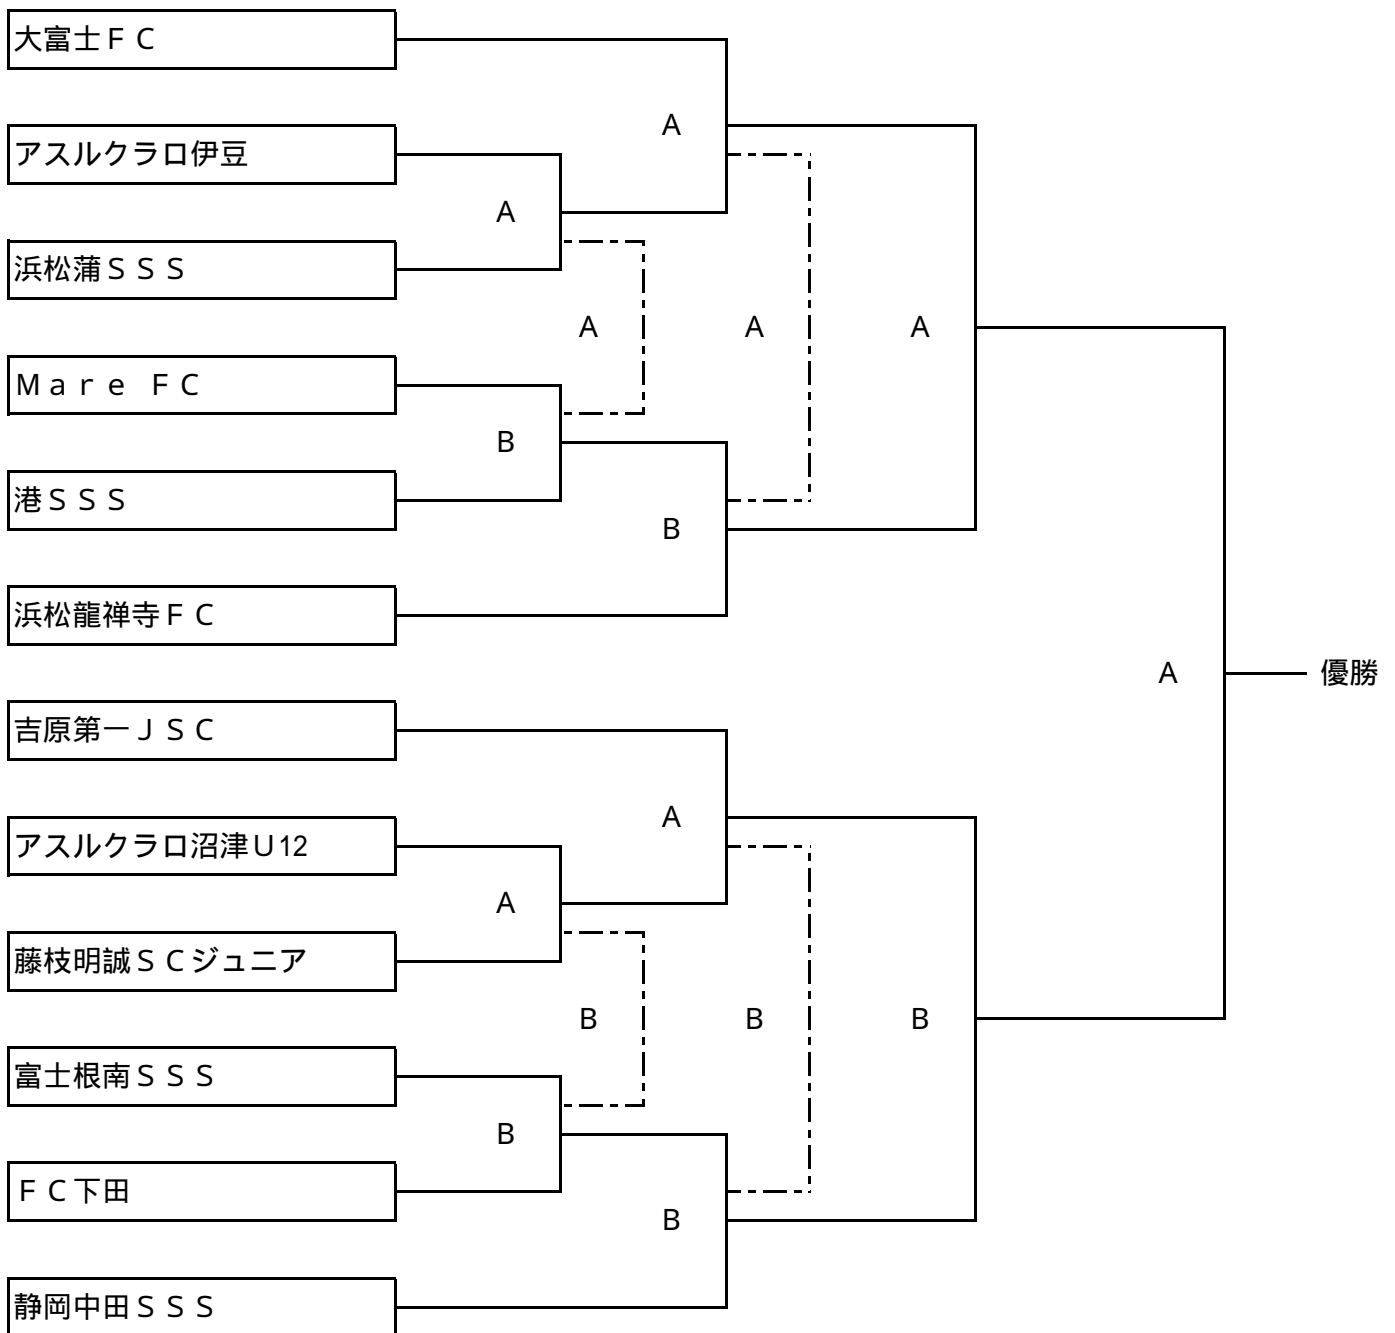 大富士ＦＣ
A
アスルクラロ伊豆
A
浜松蒲ＳＳＳ
A
A
A
Ｍａｒｅ　ＦＣ
B
港ＳＳＳ
B
浜松龍禅寺ＦＣ
A
優勝
吉原第一ＪＳＣ
A
アスルクラロ沼津Ｕ12
A
藤枝明誠ＳＣジュニア
B
B
B
富士根南ＳＳＳ
B
ＦＣ下田
B
静岡中田ＳＳＳ